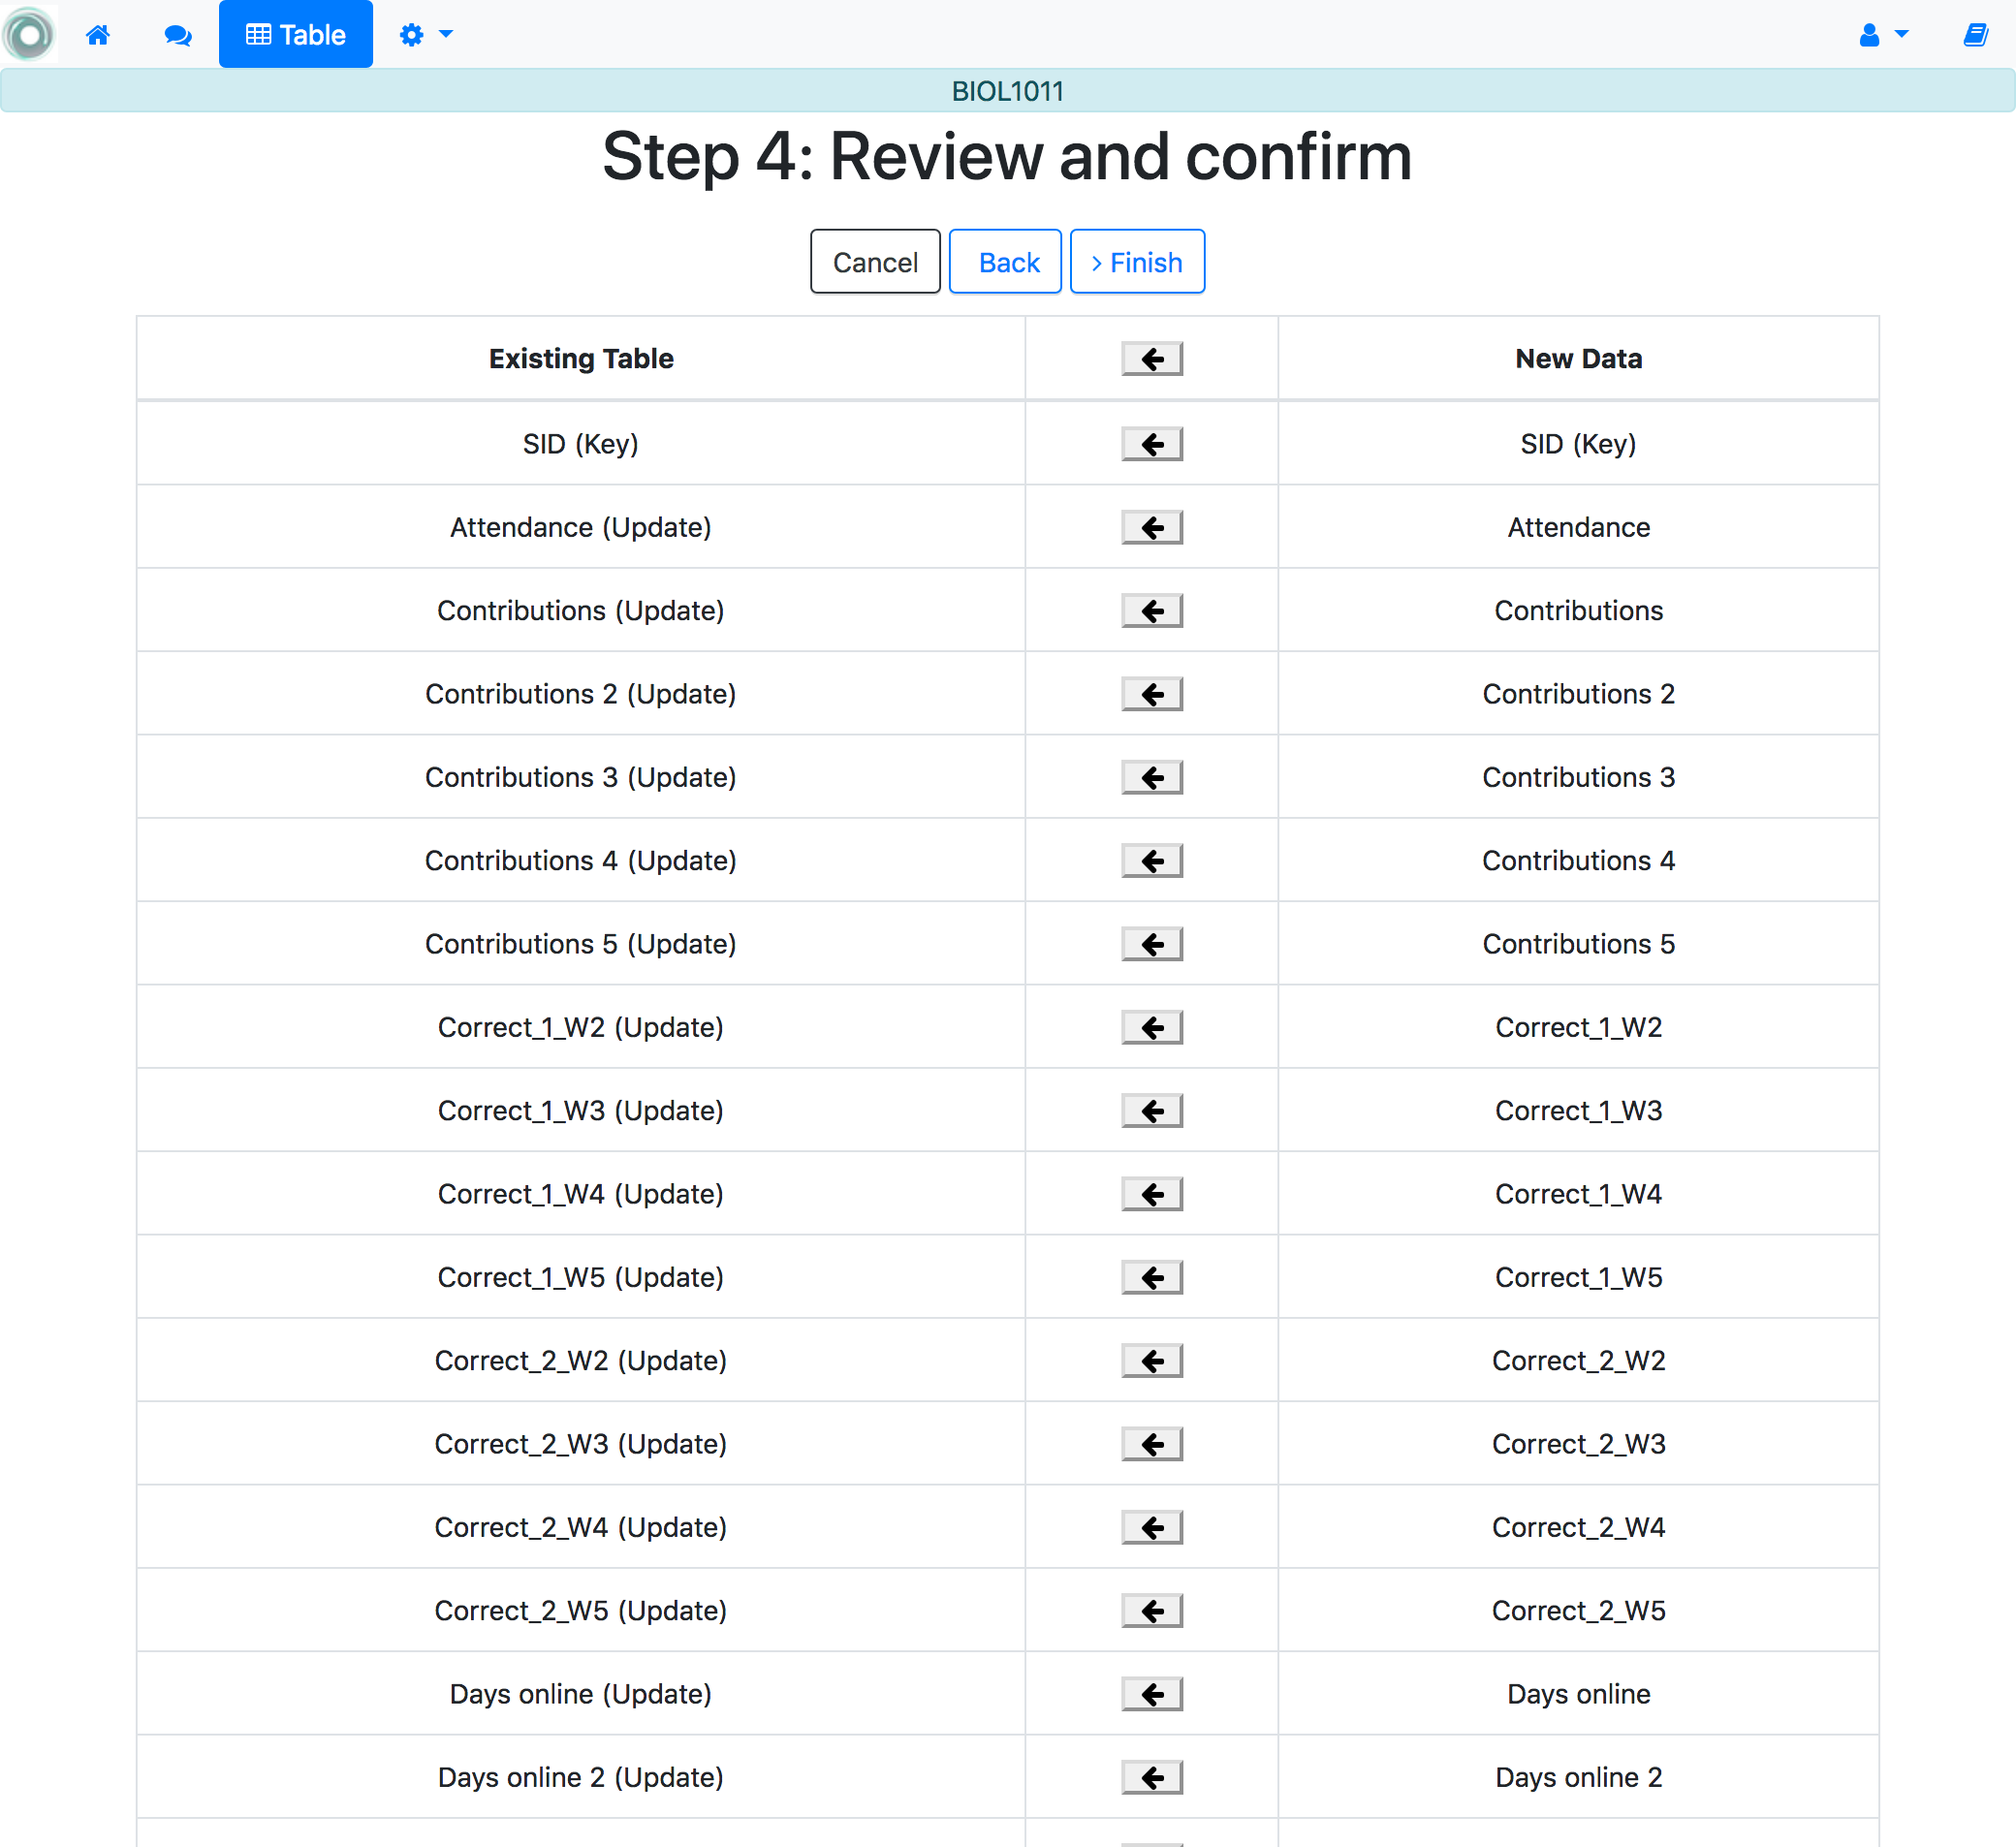 Table
BIOL1011
Step 4: Review and confirm
Cancel Back Finish
Existing Table New Data
SID (Key) SID (Key)
Attendance (Update) Attendance
Contributions (Update) Contributions
Contributions 2 (Update) Contributions 2
Contributions 3 (Update) Contributions 3
Contributions 4 (Update) Contributions 4
Contributions 5 (Update) Contributions 5
Correct_1_W2 (Update) Correct_1_W2
Correct_1_W3 (Update) Correct_1_W3
Correct_1_W4 (Update) Correct_1_W4
Correct_1_W5 (Update) Correct_1_W5
Correct_2_W2 (Update) Correct_2_W2
Correct_2_W3 (Update) Correct_2_W3
Correct_2_W4 (Update) Correct_2_W4
Correct_2_W5 (Update) Correct_2_W5
Days online (Update) Days online
Days online 2 (Update) Days online 2